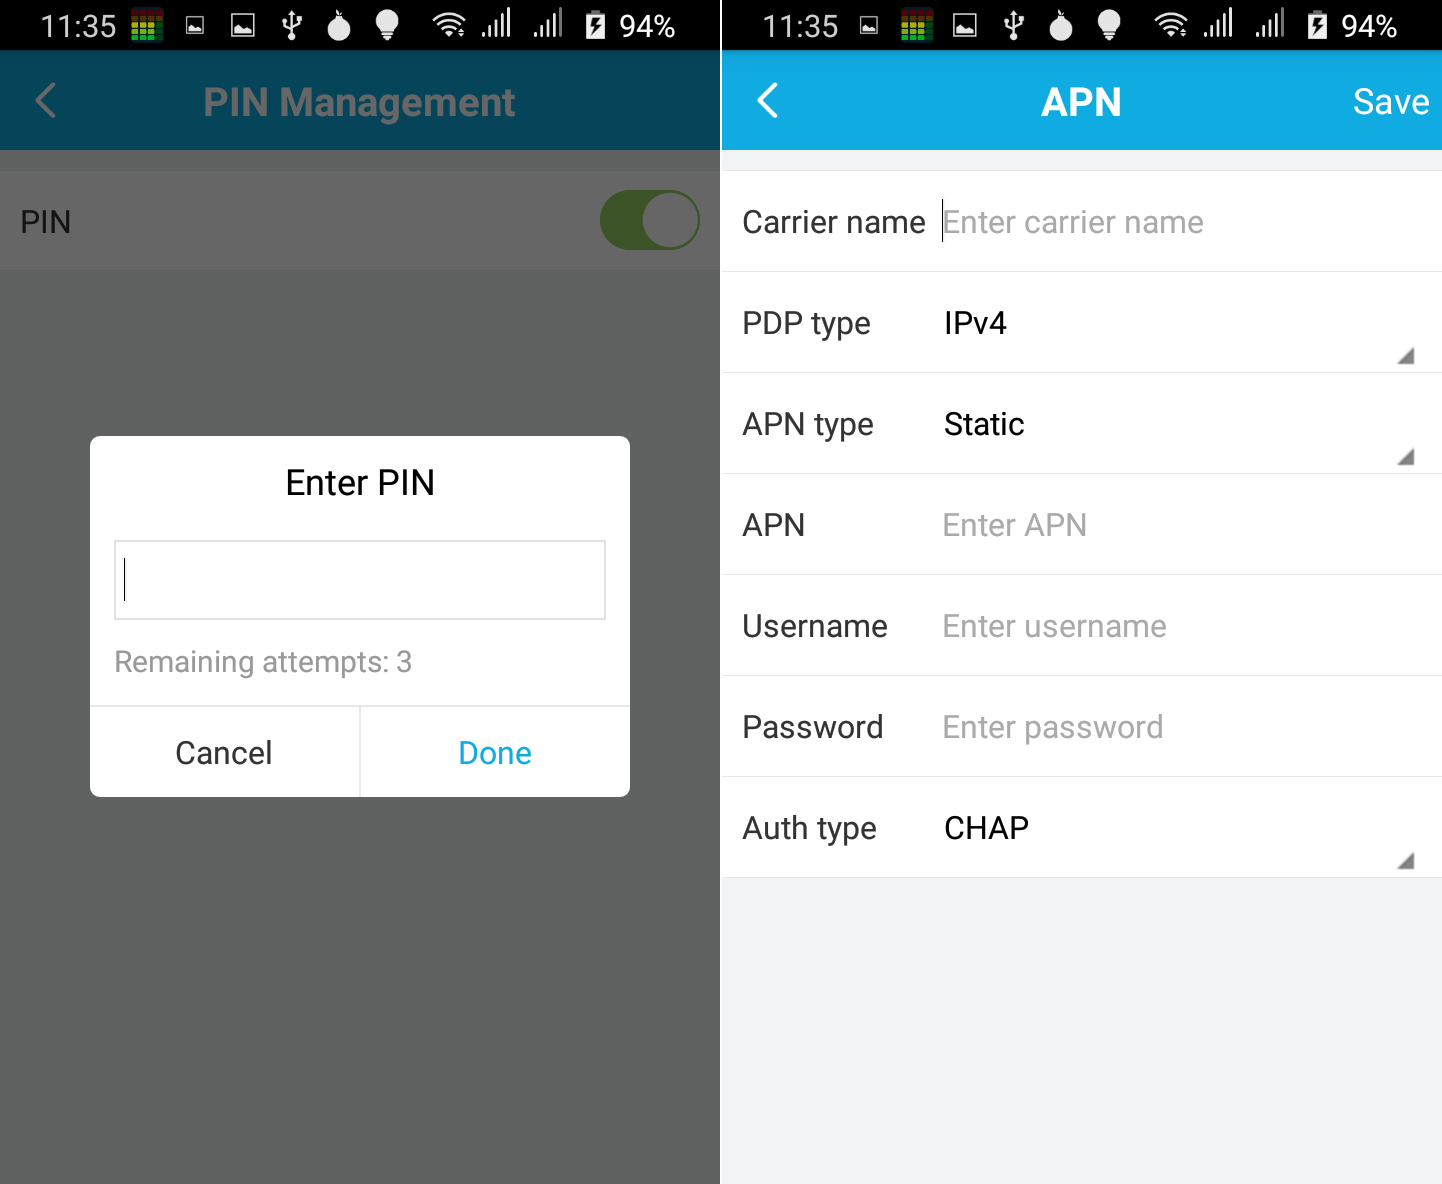 11:35 94%
PIN Management
PIN
Enter PIN
Remaining attempts: 3
Cancel Done
11:35 94%
APN Save
Carrier name Enter carrier name
PDP type IPv4
APN type Static
APN Enter APN
Username Enter username
Password Enter password
Auth type CHAP